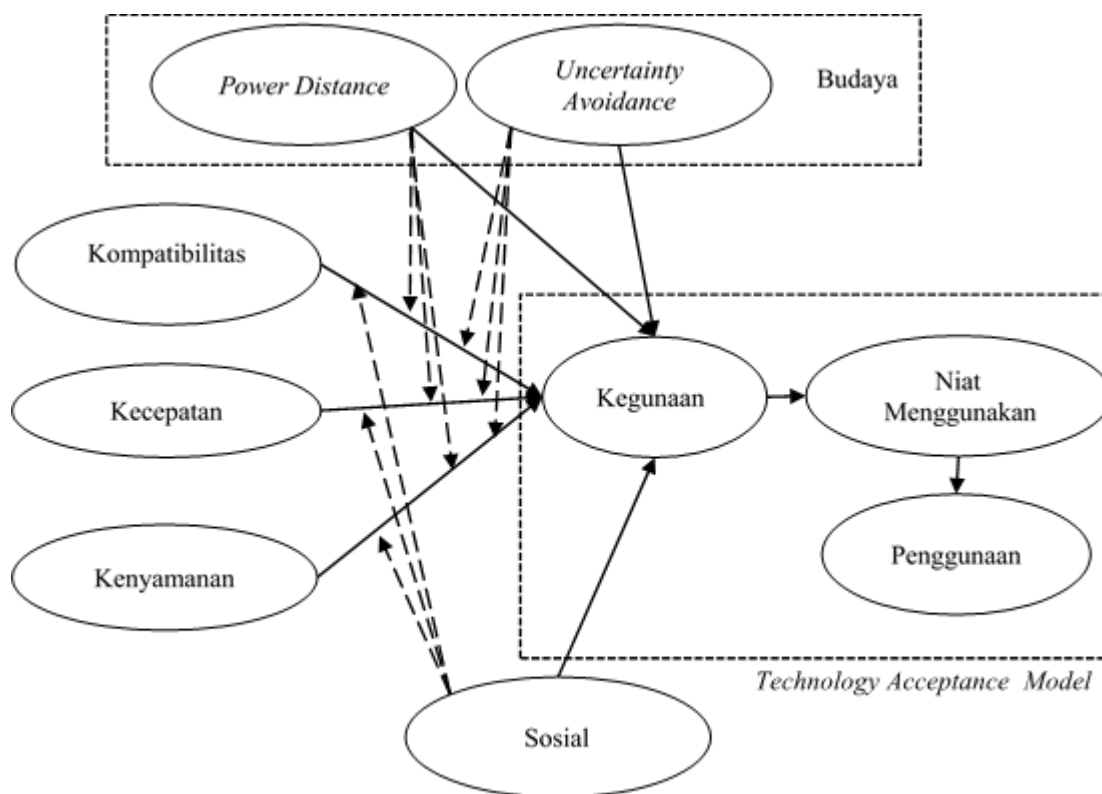 Power Distance
Uncertainty
Avoidance
Budaya
Kompatibilitas
Kecepatan
Kegunaan
Niat
Menggunakan
Kenyamanan
Penggunaan
Technology Acceptance Model
Sosial